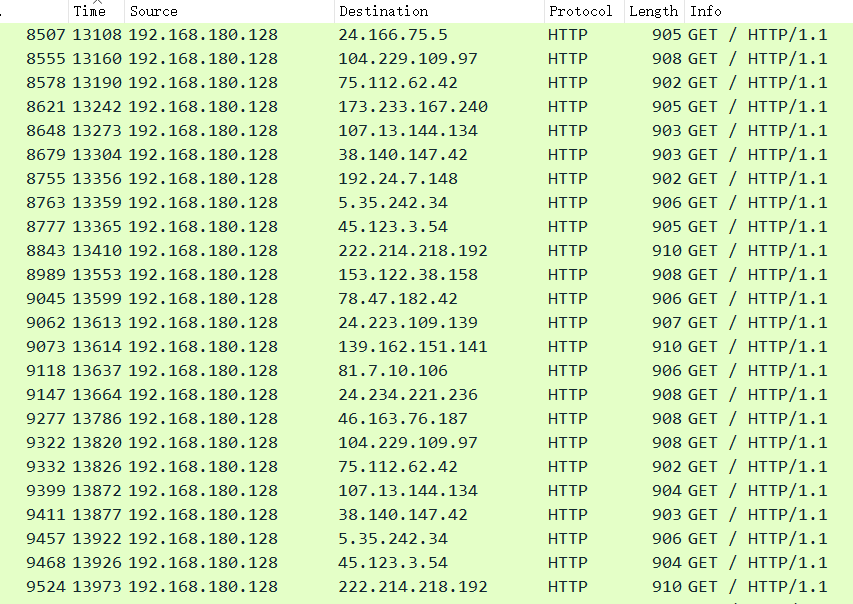 Time Source Destination Protocol Length Info
8507 13108 192.168.180.128 24.166.75.5 HTTP 905 GET / HTTP/1.1
8555 13160 192.168.180.128 104.229.109.97 HTTP 908 GET / HTTP/1.1
8578 13190 192.168.180.128 75.112.62.42 HTTP 902 GET / HTTP/1.1
8621 13242 192.168.180.128 173.233.167.240 HTTP 905 GET / HTTP/1.1
8648 13273 192.168.180.128 107.13.144.134 HTTP 903 GET / HTTP/1.1
8679 13304 192.168.180.128 38.140.147.42 HTTP 903 GET / HTTP/1.1
8755 13356 192.168.180.128 192.24.7.148 HTTP 902 GET / HTTP/1.1
8763 13359 192.168.180.128 5.35.242.34 HTTP 906 GET / HTTP/1.1
8777 13365 192.168.180.128 45.123.3.54 HTTP 905 GET / HTTP/1.1
8843 13410 192.168.180.128 222.214.218.192 HTTP 910 GET / HTTP/1.1
8989 13553 192.168.180.128 153.122.38.158 HTTP 908 GET / HTTP/1.1
9045 13599 192.168.180.128 78.47.182.42 HTTP 906 GET / HTTP/1.1
9062 13613 192.168.180.128 24.223.109.139 HTTP 907 GET / HTTP/1.1
9073 13614 192.168.180.128 139.162.151.141 HTTP 910 GET / HTTP/1.1
9118 13637 192.168.180.128 81.7.10.106 HTTP 906 GET / HTTP/1.1
9147 13664 192.168.180.128 24.234.221.236 HTTP 908 GET / HTTP/1.1
9277 13786 192.168.180.128 46.163.76.187 HTTP 908 GET / HTTP/1.1
9322 13820 192.168.180.128 104.229.109.97 HTTP 908 GET / HTTP/1.1
9332 13826 192.168.180.128 75.112.62.42 HTTP 902 GET / HTTP/1.1
9399 13872 192.168.180.128 107.13.144.134 HTTP 904 GET / HTTP/1.1
9411 13877 192.168.180.128 38.140.147.42 HTTP 903 GET / HTTP/1.1
9457 13922 192.168.180.128 5.35.242.34 HTTP 906 GET / HTTP/1.1
9468 13926 192.168.180.128 45.123.3.54 HTTP 904 GET / HTTP/1.1
9524 13973 192.168.180.128 222.214.218.192 HTTP 910 GET / HTTP/1.1